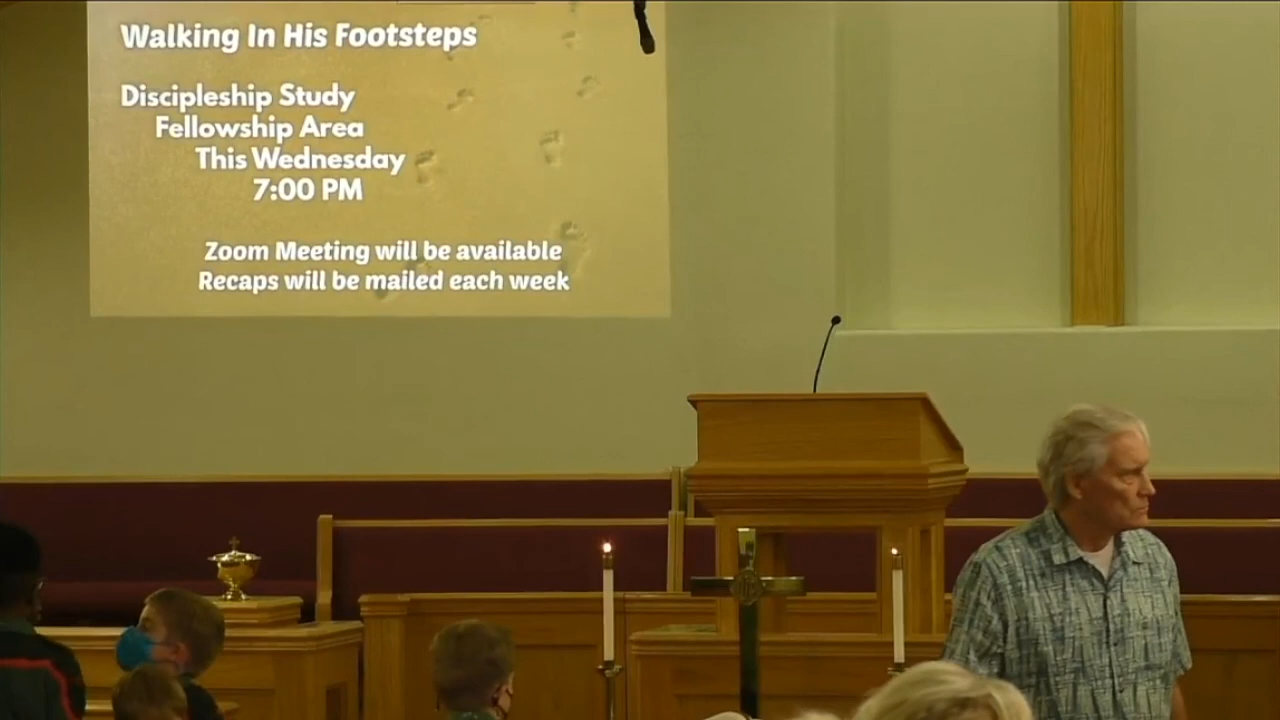 Walking In His Footsteps
Discipleship Study
Fellowship Area
This Wednesday
7:00 PM
Zoom Meeting will be available
Recaps will be mailed each week